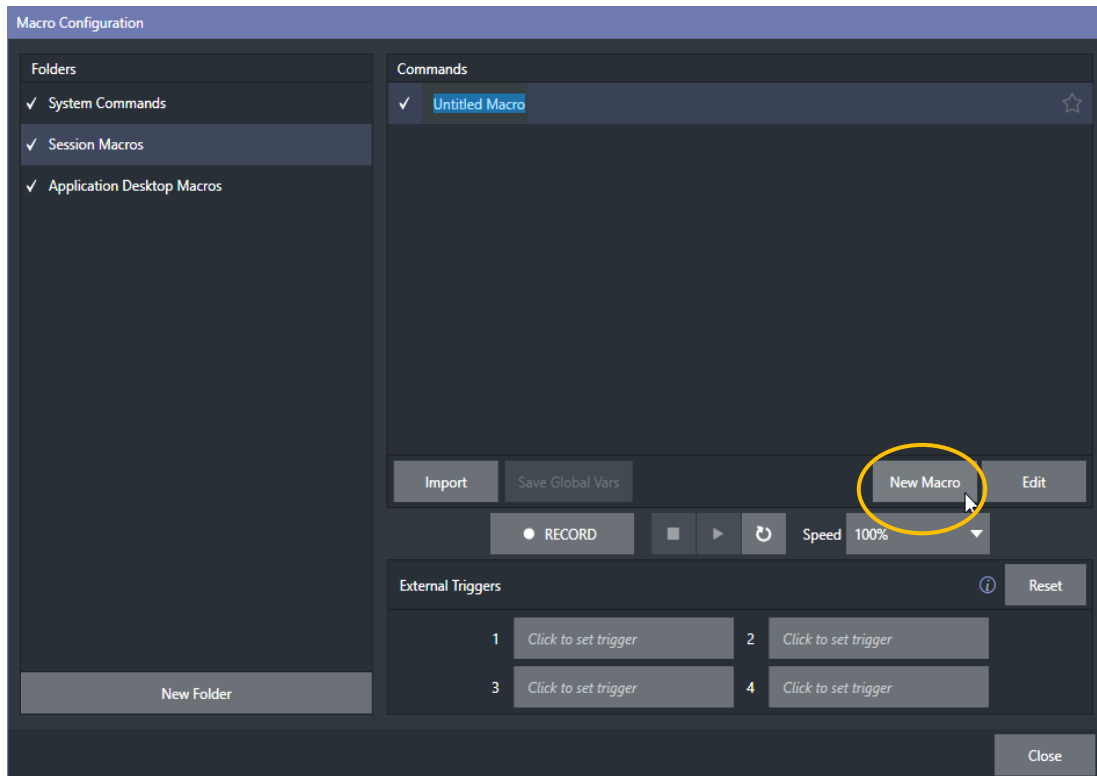 Macro Configuration
Folders
✓ System Commands
✓ Session Macros
✓ Application Desktop Macros
New Folder
Commands
✓ Untitled Macro
Import Save Global Vars New Macro Edit
RECORD Speed 100%
External Triggers Reset
1 Click to set trigger 2 Click to set trigger
3 Click to set trigger 4 Click to set trigger
Close